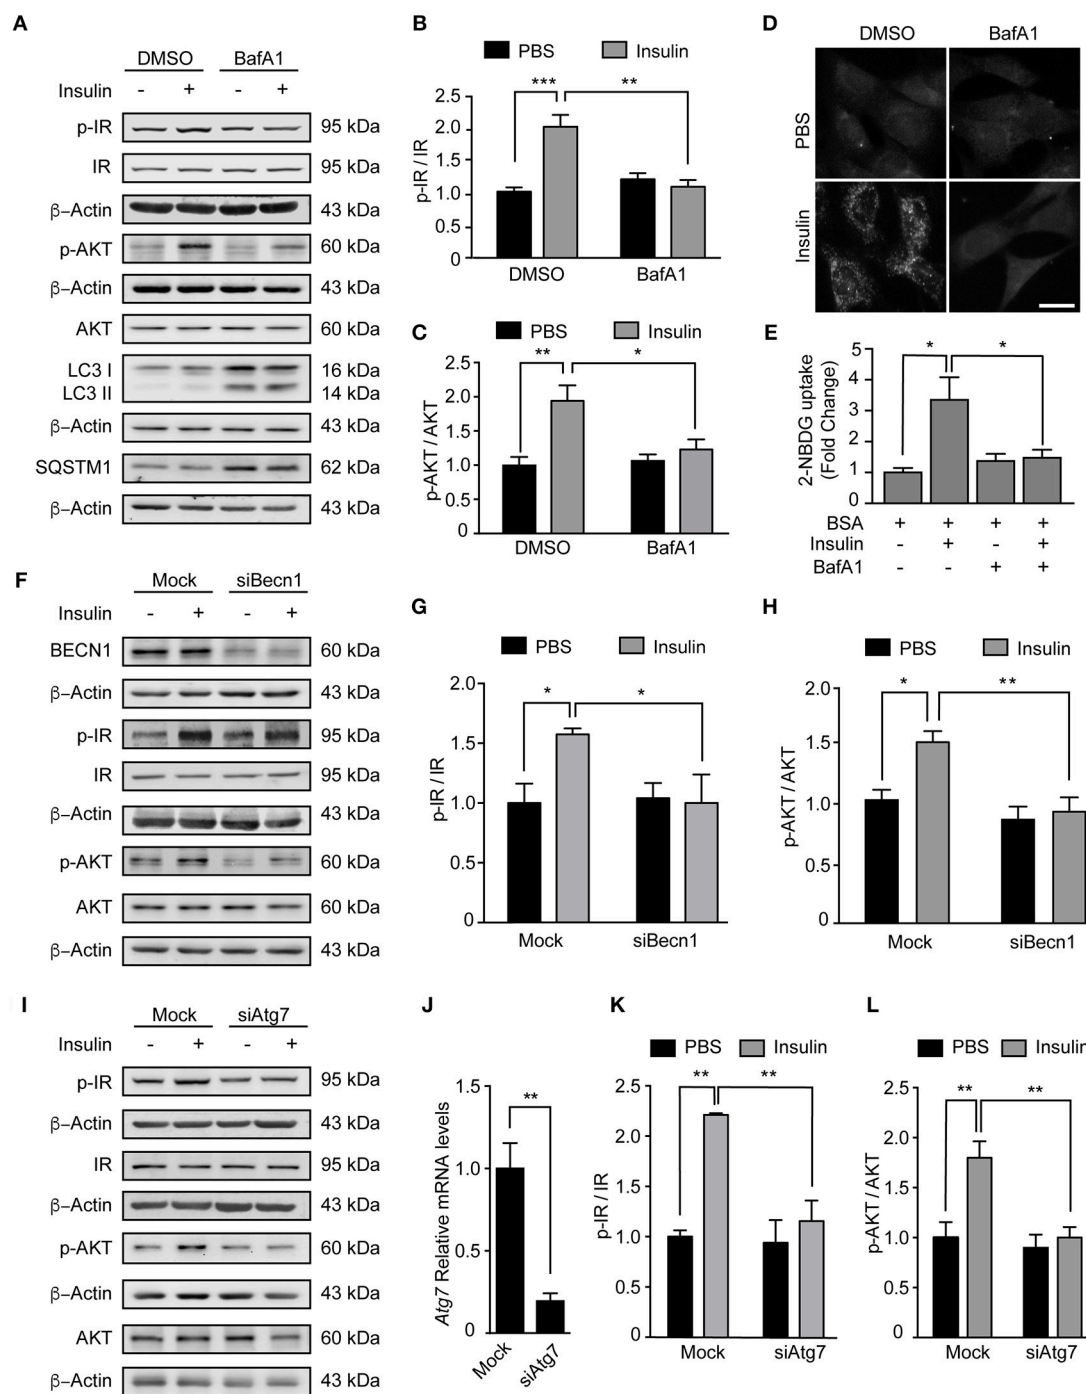 A
DMSO BafA1
Insulin - + - +
p-IR 95 kDa
IR 95 kDa
β–Actin 43 kDa
p-AKT 60 kDa
β–Actin 43 kDa
AKT 60 kDa
LC3 I 16 kDa
LC3 II 14 kDa
β–Actin 43 kDa
SQSTM1 62 kDa
β–Actin 43 kDa
B
PBS Insulin
*** **
p-IR / IR
2.5
2.0
1.5
1.0
0.5
0
DMSO BafA1
C
PBS Insulin
** *
p-AKT / AKT
2.5
2.0
1.5
1.0
0.5
0
DMSO BafA1
D
DMSO BafA1
PBS
Insulin
E
* *
2-NBDG uptake
(Fold Change)
5
4
3
2
1
0
BSA + + + +
Insulin - + - +
BafA1 - - + +
F
Mock siBecn1
Insulin - + - +
BECN1 60 kDa
β–Actin 43 kDa
p-IR 95 kDa
IR 95 kDa
β–Actin 43 kDa
p-AKT 60 kDa
AKT 60 kDa
β–Actin 43 kDa
G
PBS Insulin
* *
p-IR / IR
2.0
1.5
1.0
0.5
0
Mock siBecn1
H
PBS Insulin
* **
p-AKT / AKT
2.0
1.5
1.0
0.5
0
Mock siBecn1
I
Mock siAtg7
Insulin - + - +
p-IR 95 kDa
β–Actin 43 kDa
IR 95 kDa
β–Actin 43 kDa
p-AKT 60 kDa
β–Actin 43 kDa
AKT 60 kDa
β–Actin 43 kDa
J
**
Atg7 Relative mRNA levels
1.5
1.0
0.5
0
Mock siAtg7
K
PBS Insulin
** **
p-IR / IR
2.5
2.0
1.5
1.0
0.5
0
Mock siAtg7
L
PBS Insulin
** **
p-AKT / AKT
2.5
2.0
1.5
1.0
0.5
0
Mock siAtg7